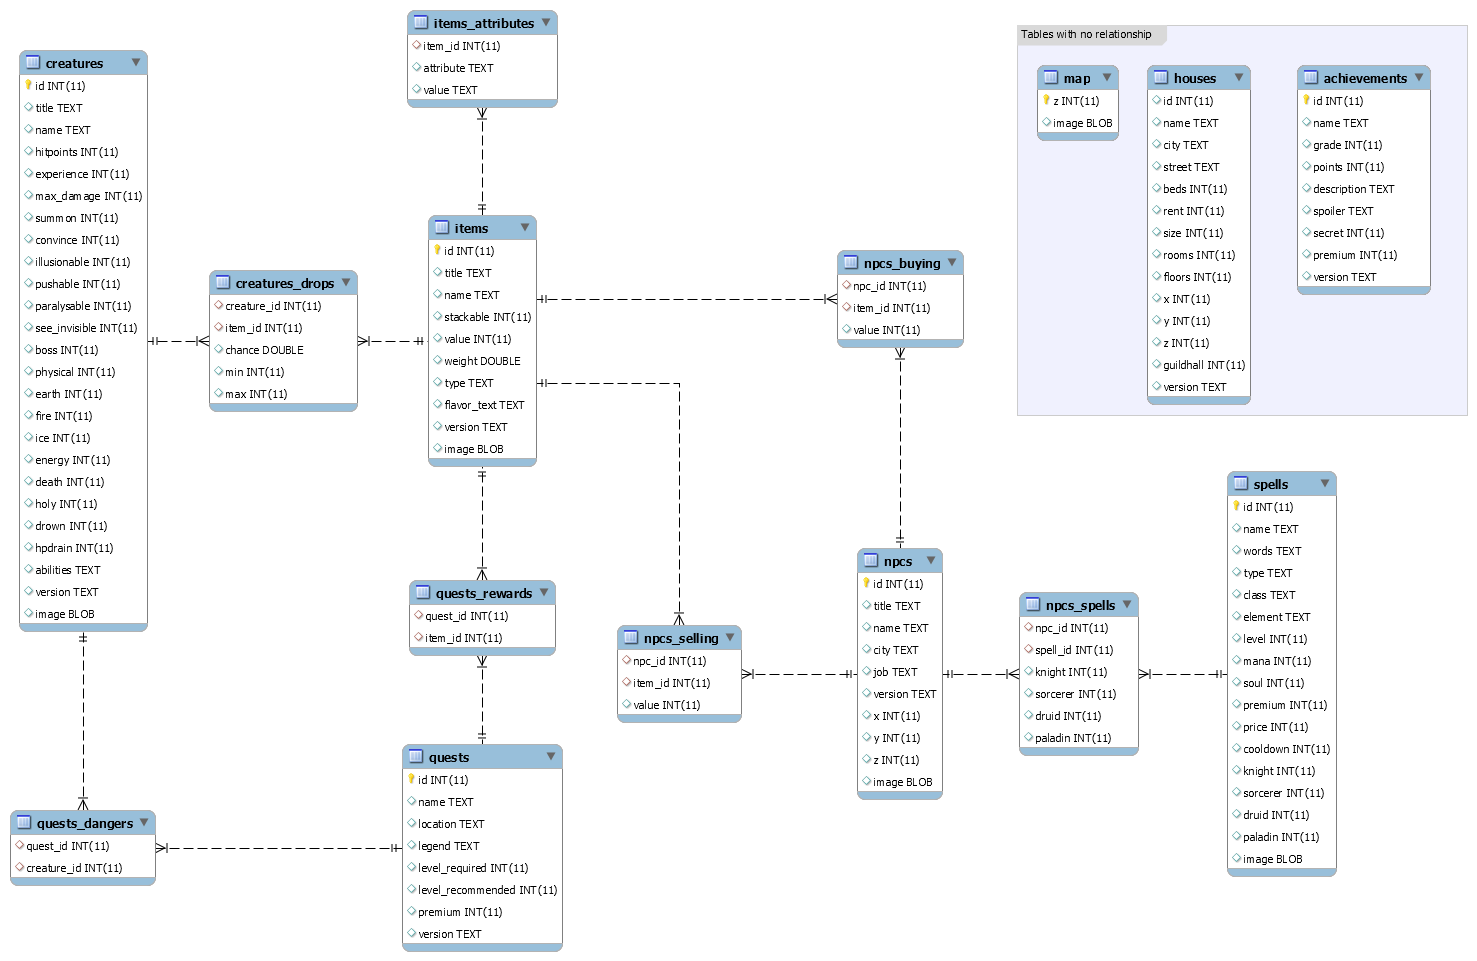 items_attributes
item_id INT(11)
attribute TEXT
value TEXT
creatures
id INT(11)
title TEXT
name TEXT
hitpoints INT(11)
experience INT(11)
max_damage INT(11)
summon INT(11)
convince INT(11)
illusionable INT(11)
pushable INT(11)
paralysable INT(11)
see_invisible INT(11)
boss INT(11)
physical INT(11)
earth INT(11)
fire INT(11)
ice INT(11)
energy INT(11)
death INT(11)
holy INT(11)
drown INT(11)
hpdrain INT(11)
abilities TEXT
version TEXT
image BLOB
creatures_drops
creature_id INT(11)
item_id INT(11)
chance DOUBLE
min INT(11)
max INT(11)
items
id INT(11)
title TEXT
name TEXT
stackable INT(11)
value INT(11)
weight DOUBLE
type TEXT
flavor_text TEXT
version TEXT
image BLOB
npcs_buying
npc_id INT(11)
item_id INT(11)
value INT(11)
Tables with no relationship
map
z INT(11)
image BLOB
houses
id INT(11)
name TEXT
city TEXT
street TEXT
beds INT(11)
rent INT(11)
size INT(11)
rooms INT(11)
floors INT(11)
x INT(11)
y INT(11)
z INT(11)
guildhall INT(11)
version TEXT
achievements
id INT(11)
name TEXT
grade INT(11)
points INT(11)
description TEXT
spoiler TEXT
secret INT(11)
premium INT(11)
version TEXT
quests_rewards
quest_id INT(11)
item_id INT(11)
npcs_selling
npc_id INT(11)
item_id INT(11)
value INT(11)
npcs
id INT(11)
title TEXT
name TEXT
city TEXT
job TEXT
version TEXT
x INT(11)
y INT(11)
z INT(11)
image BLOB
npcs_spells
npc_id INT(11)
spell_id INT(11)
knight INT(11)
sorcerer INT(11)
druid INT(11)
paladin INT(11)
spells
id INT(11)
name TEXT
words TEXT
type TEXT
class TEXT
element TEXT
level INT(11)
mana INT(11)
soul INT(11)
premium INT(11)
price INT(11)
cooldown INT(11)
knight INT(11)
sorcerer INT(11)
druid INT(11)
paladin INT(11)
image BLOB
quests_dangers
quest_id INT(11)
creature_id INT(11)
quests
id INT(11)
name TEXT
location TEXT
legend TEXT
level_required INT(11)
level_recommended INT(11)
premium INT(11)
version TEXT